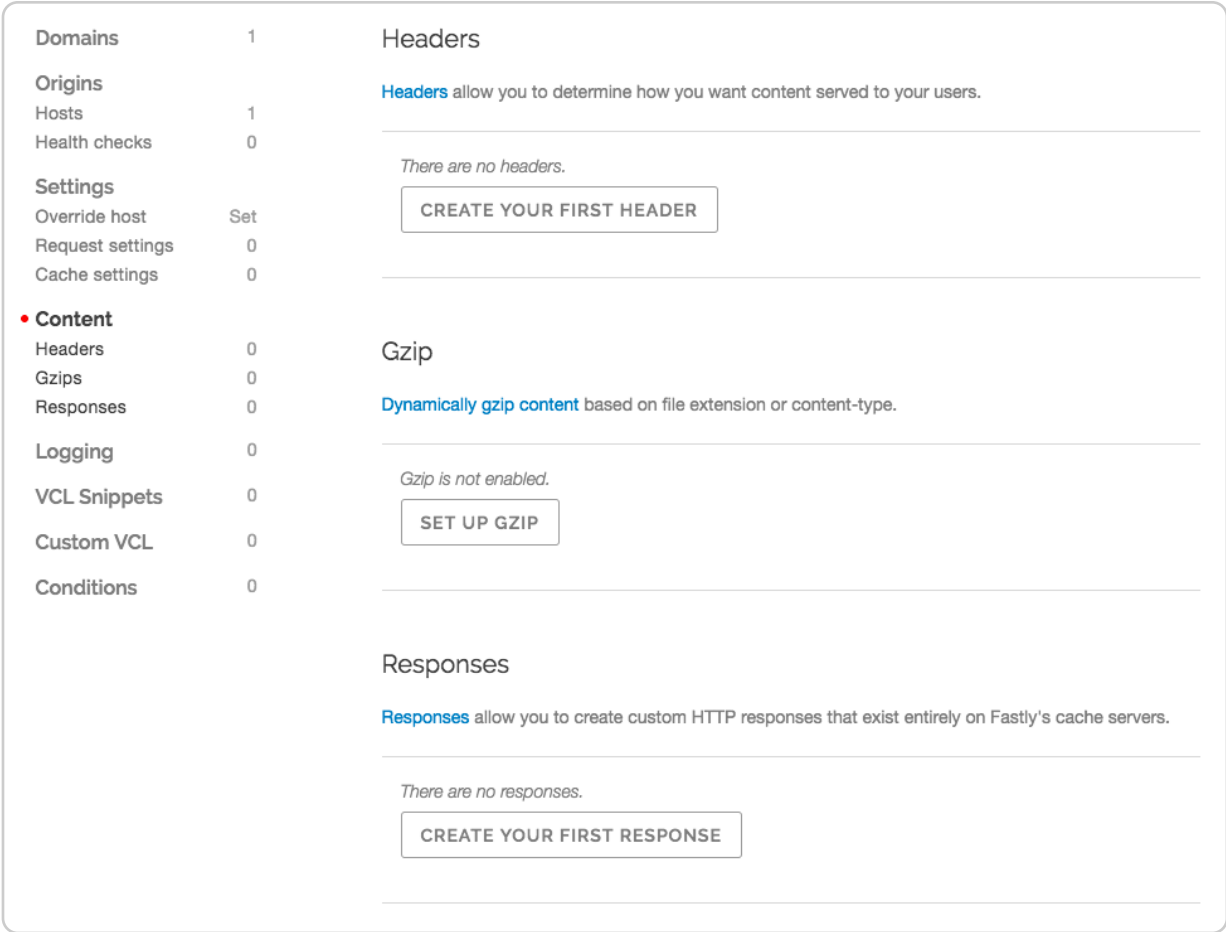 Domains 1
Origins
Hosts 1
Health checks 0
Settings
Override host Set
Request settings 0
Cache settings 0
Content
Headers 0
Gzips 0
Responses 0
Logging 0
VCL Snippets 0
Custom VCL 0
Conditions 0
Headers
Headers allow you to determine how you want content served to your users.
There are no headers.
CREATE YOUR FIRST HEADER
Gzip
Dynamically gzip content based on file extension or content-type.
Gzip is not enabled.
SET UP GZIP
Responses
Responses allow you to create custom HTTP responses that exist entirely on Fastly's cache servers.
There are no responses.
CREATE YOUR FIRST RESPONSE